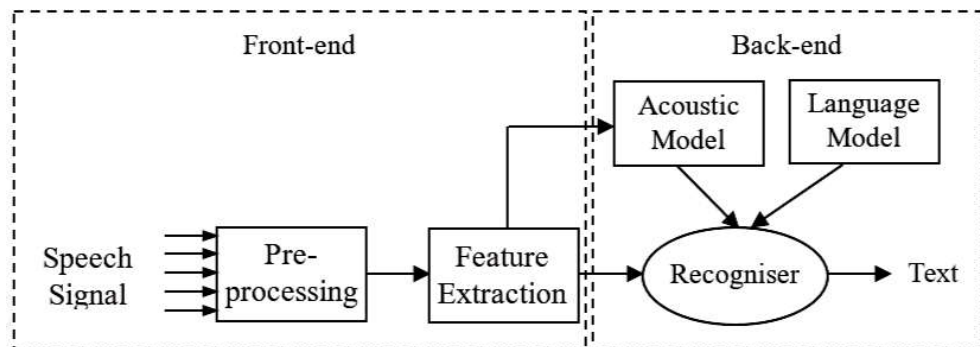 Front-end
Back-end
Acoustic
Model
Language
Model
Speech
Signal
Pre-
processing
Feature
Extraction
Recogniser
Text